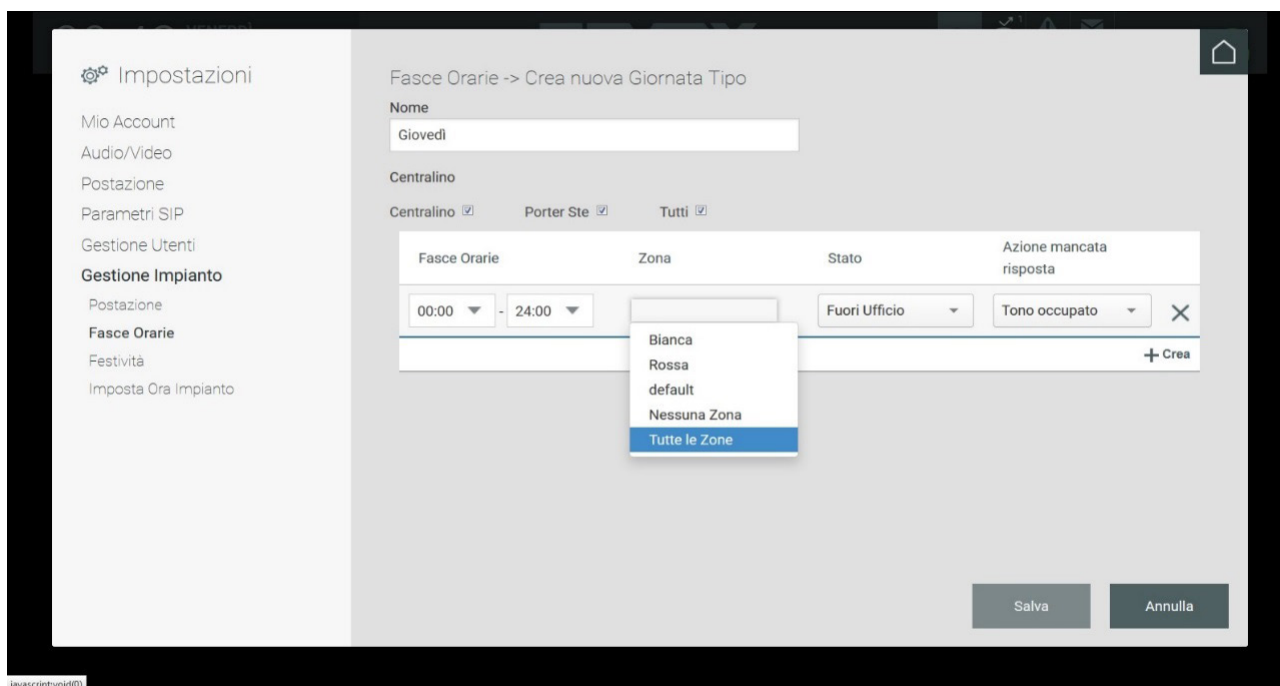 Impostazioni
Mio Account
Audio/Video
Postazione
Parametri SIP
Gestione Utenti
Gestione Impianto
Postazione
Fasce Orarie
Festività
Imposta Ora Impianto
Fasce Orarie -> Crea nuova Giornata Tipo
Nome
Giovedì
Centralino
Centralino Porter Ste Tutti
Fasce Orarie Zona Stato Azione mancata risposta
00:00 - 24:00 Fuori Ufficio Tono occupato
Bianca
Rossa
default
Nessuna Zona
Tutte le Zone
+ Crea
Salva Annulla
javascript:void(0)